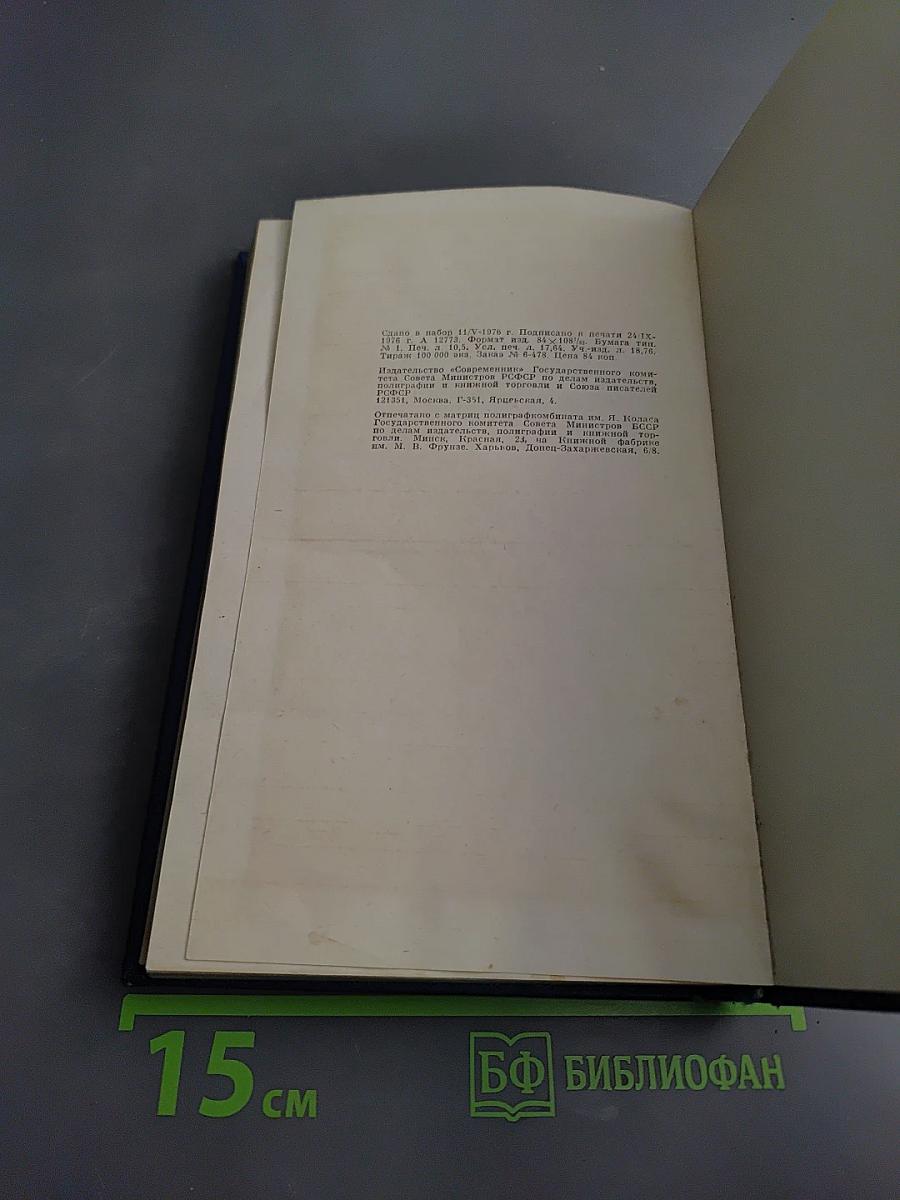 Сдано в набор 11/V-1976 г. Подписано к печати 24-IX-
1976 г. А 12773. Формат изд. 84×108¹/₃₂. Бумага тип.
№ 1. Печ. л. 10,5. Усл. печ. л. 17,64. Уч.-изд. л. 18,76.
Тираж 100 000 экз. Заказ № 6-478. Цена 84 коп.
Издательство «Современник» Государственного коми-
тета Совета Министров РСФСР по делам издательств,
полиграфии и книжной торговли и Союза писателей
РСФСР
121351, Москва, Г-351, Ярцевская, 4.
Отпечатано с матриц полиграфкомбината им. Я. Коласа
Государственного комитета Совета Министров БССР
по делам издательств, полиграфии и книжной тор-
говли. Минск, Красная, 23, на Книжной фабрике
им. М. В. Фрунзе. Харьков, Донец-Захаржевская, 6/8.
15 см
БФ БИБЛИОФАН